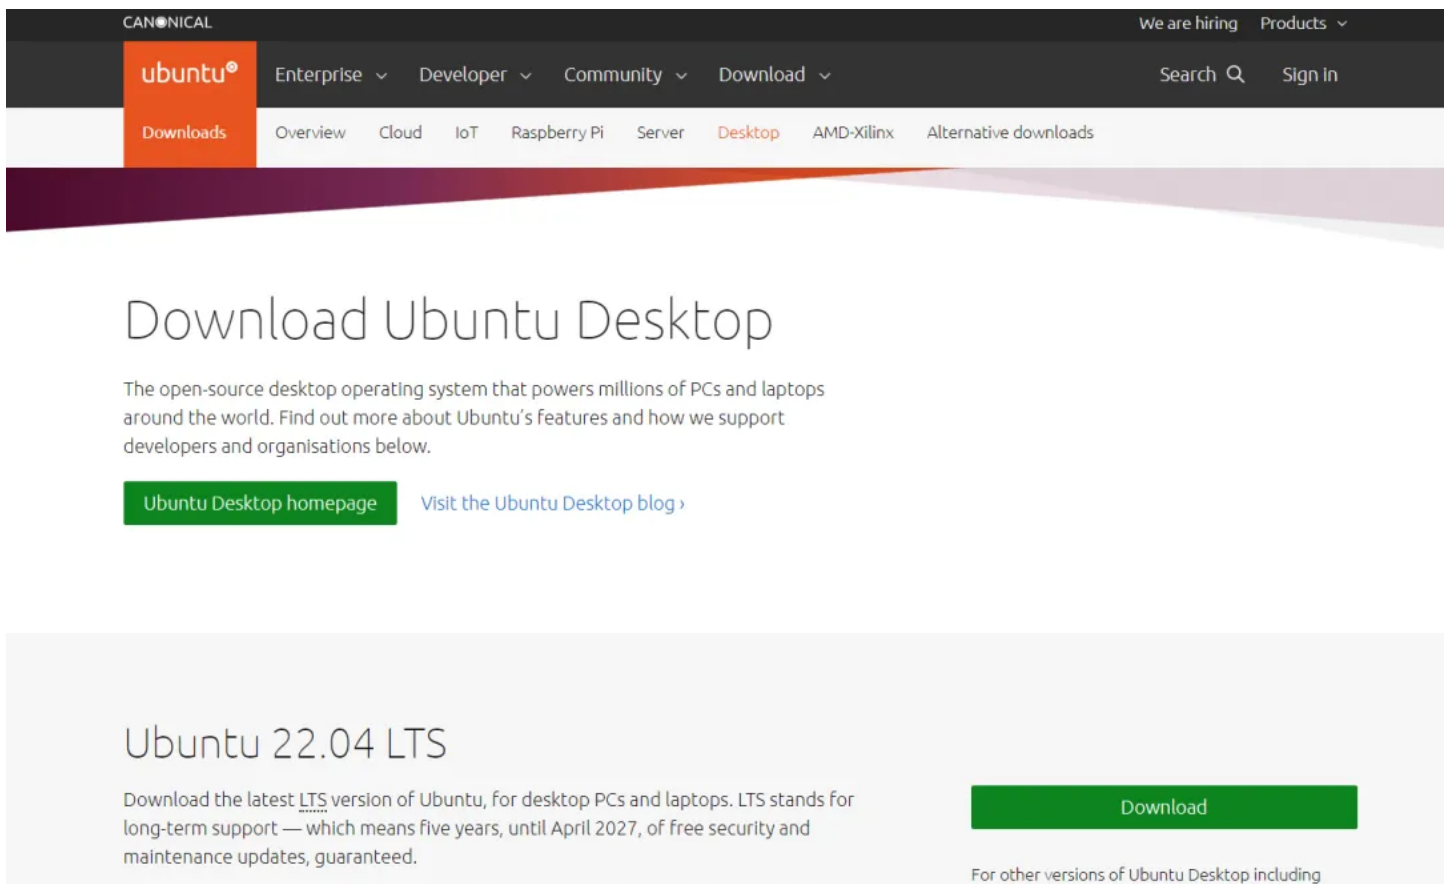 CANONICAL
We are hiring Products
ubuntu Enterprise Developer Community Download Search Sign in
Downloads Overview Cloud IoT Raspberry Pi Server Desktop AMD-Xilinx Alternative downloads
Download Ubuntu Desktop
The open-source desktop operating system that powers millions of PCs and laptops
around the world. Find out more about Ubuntu's features and how we support
developers and organisations below.
Ubuntu Desktop homepage Visit the Ubuntu Desktop blog ›
Ubuntu 22.04 LTS
Download the latest LTS version of Ubuntu, for desktop PCs and laptops. LTS stands for
long-term support — which means five years, until April 2027, of free security and
maintenance updates, guaranteed.
Download
For other versions of Ubuntu Desktop including